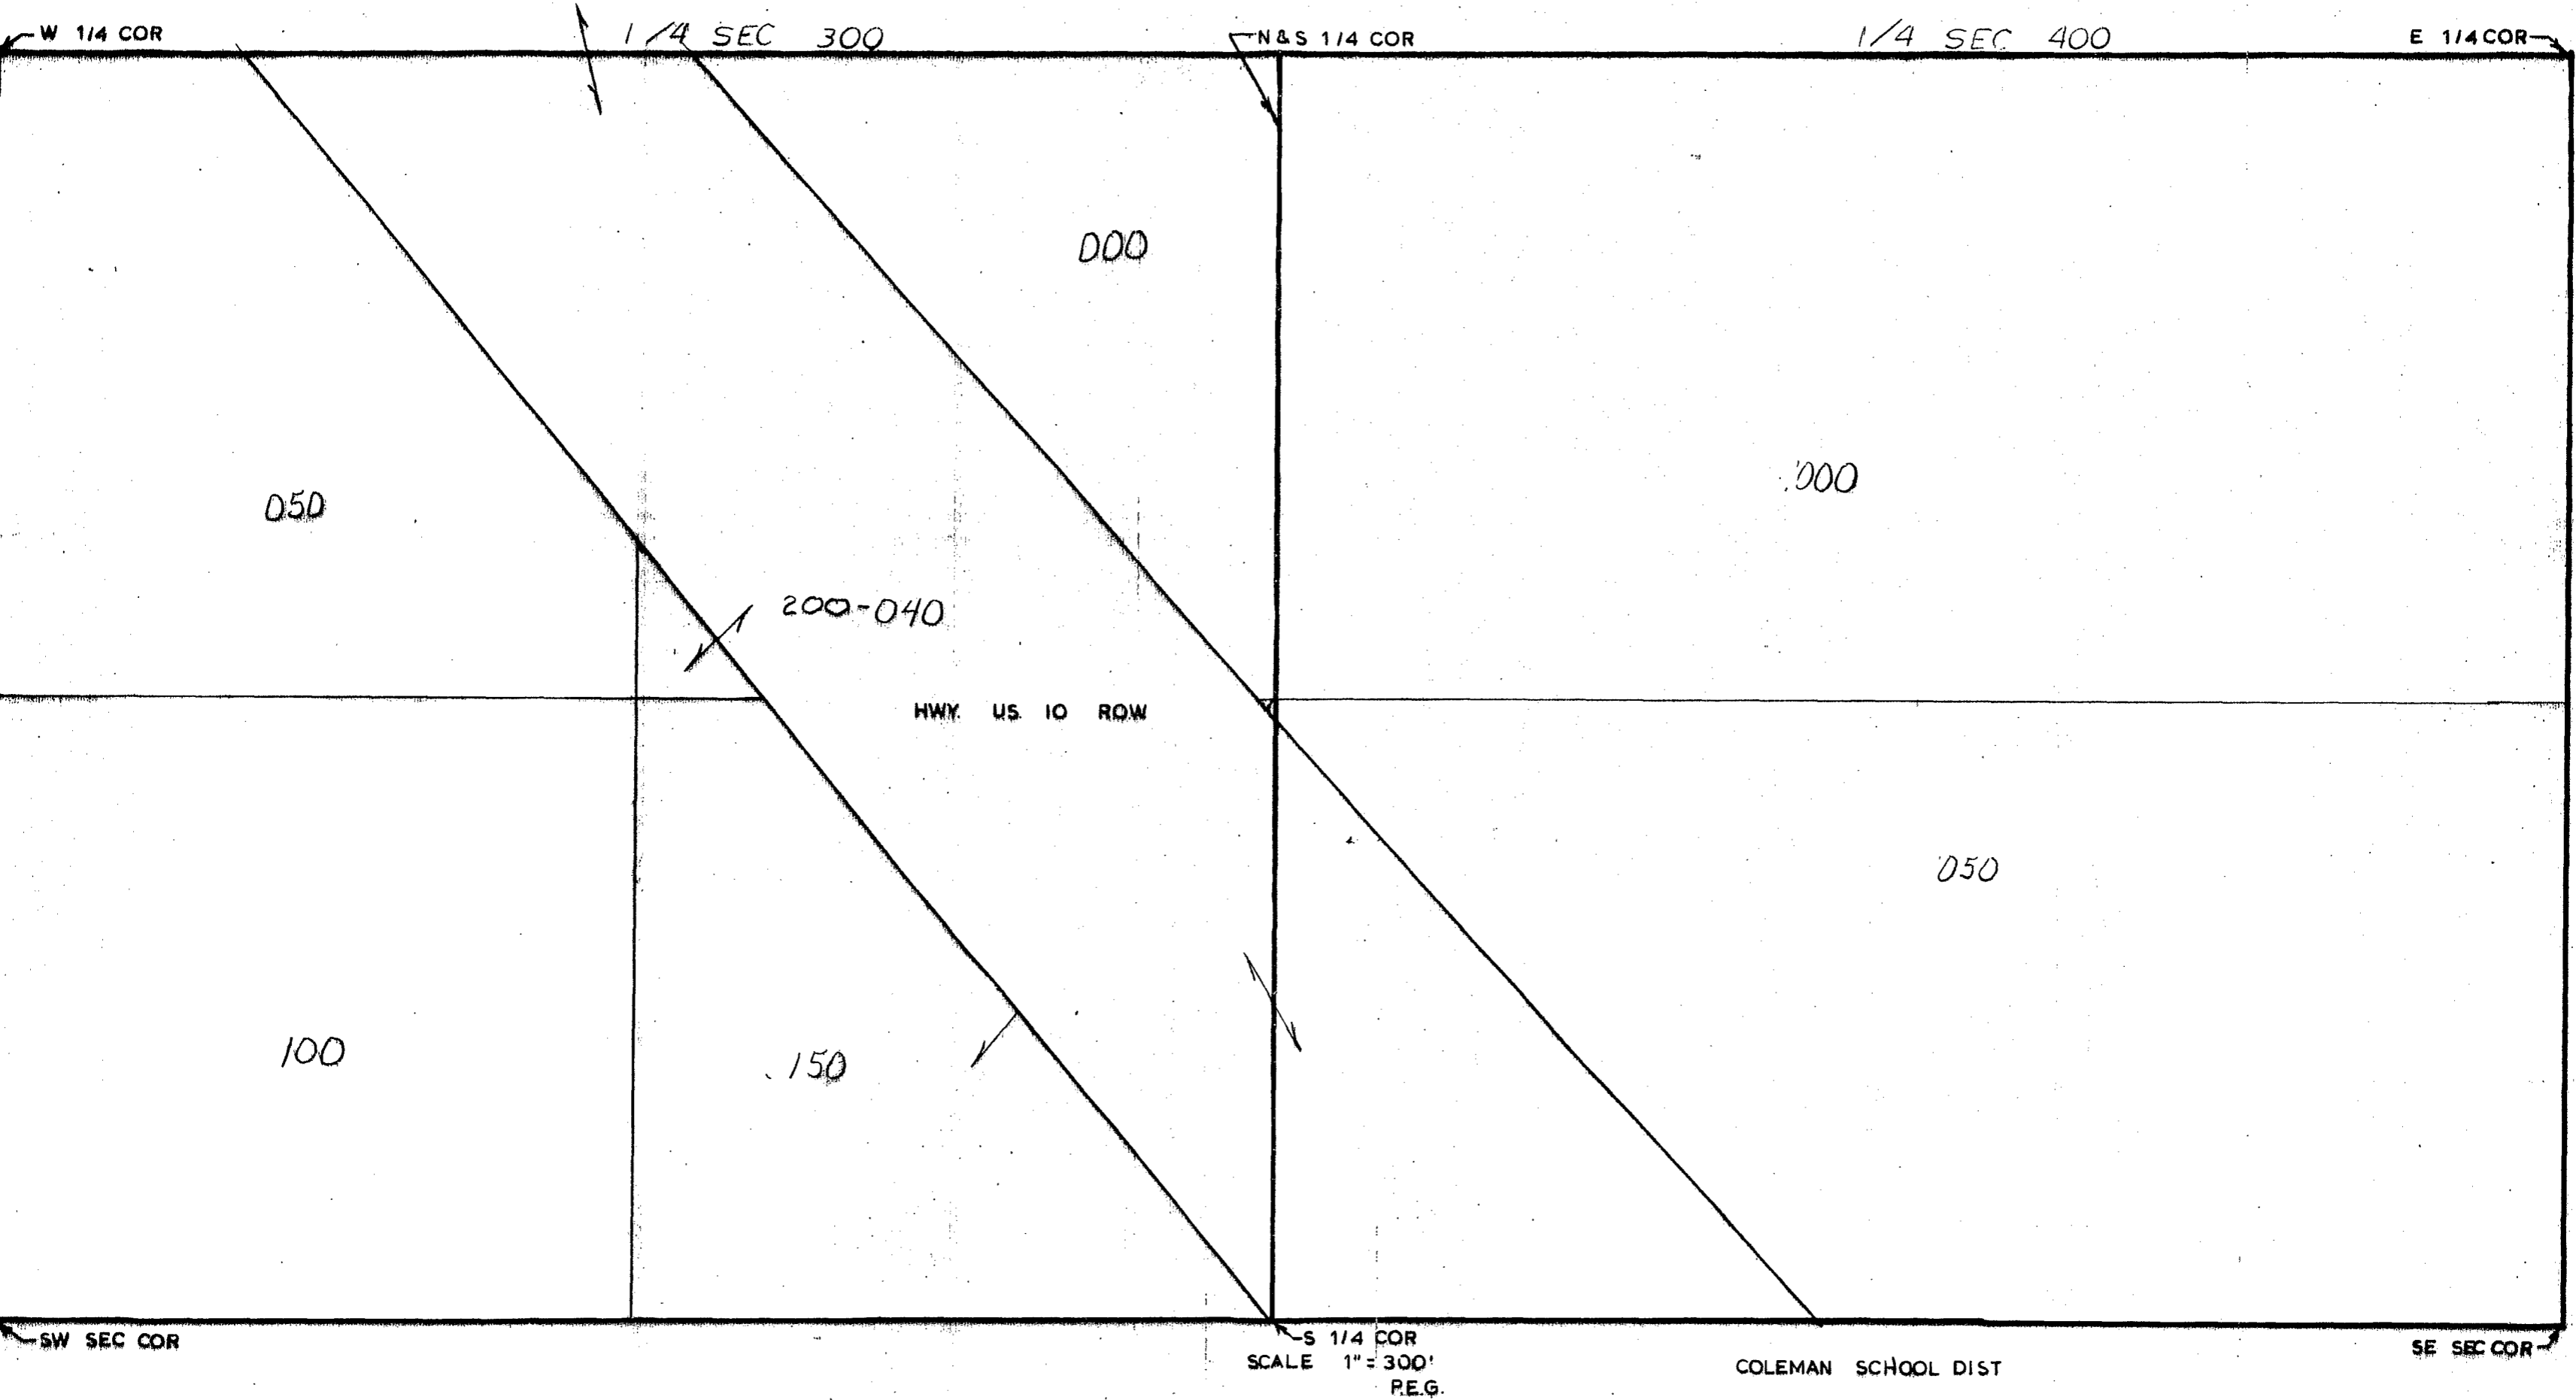 W 1/4 COR
1/4 SEC 300
N & S 1/4 COR
1/4 SEC 400
E 1/4 COR
000
000
050
200-040
HWY. US 10 ROW
050
100
150
SW SEC COR
S 1/4 COR
SCALE 1" = 300'
P.E.G.
COLEMAN SCHOOL DIST
SE SEC COR